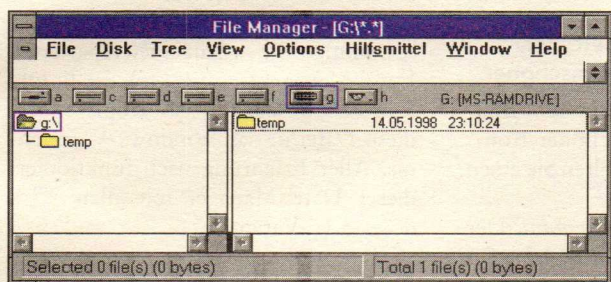 File Manager - [G:\*.*]
File Disk Tree View Options Hilfsmittel Window Help
a c d e f g h G: [MS-RAMDRIVE]
g:\
temp
temp 14.05.1998 23:10:24
Selected 0 file(s) (0 bytes) Total 1 file(s) (0 bytes)